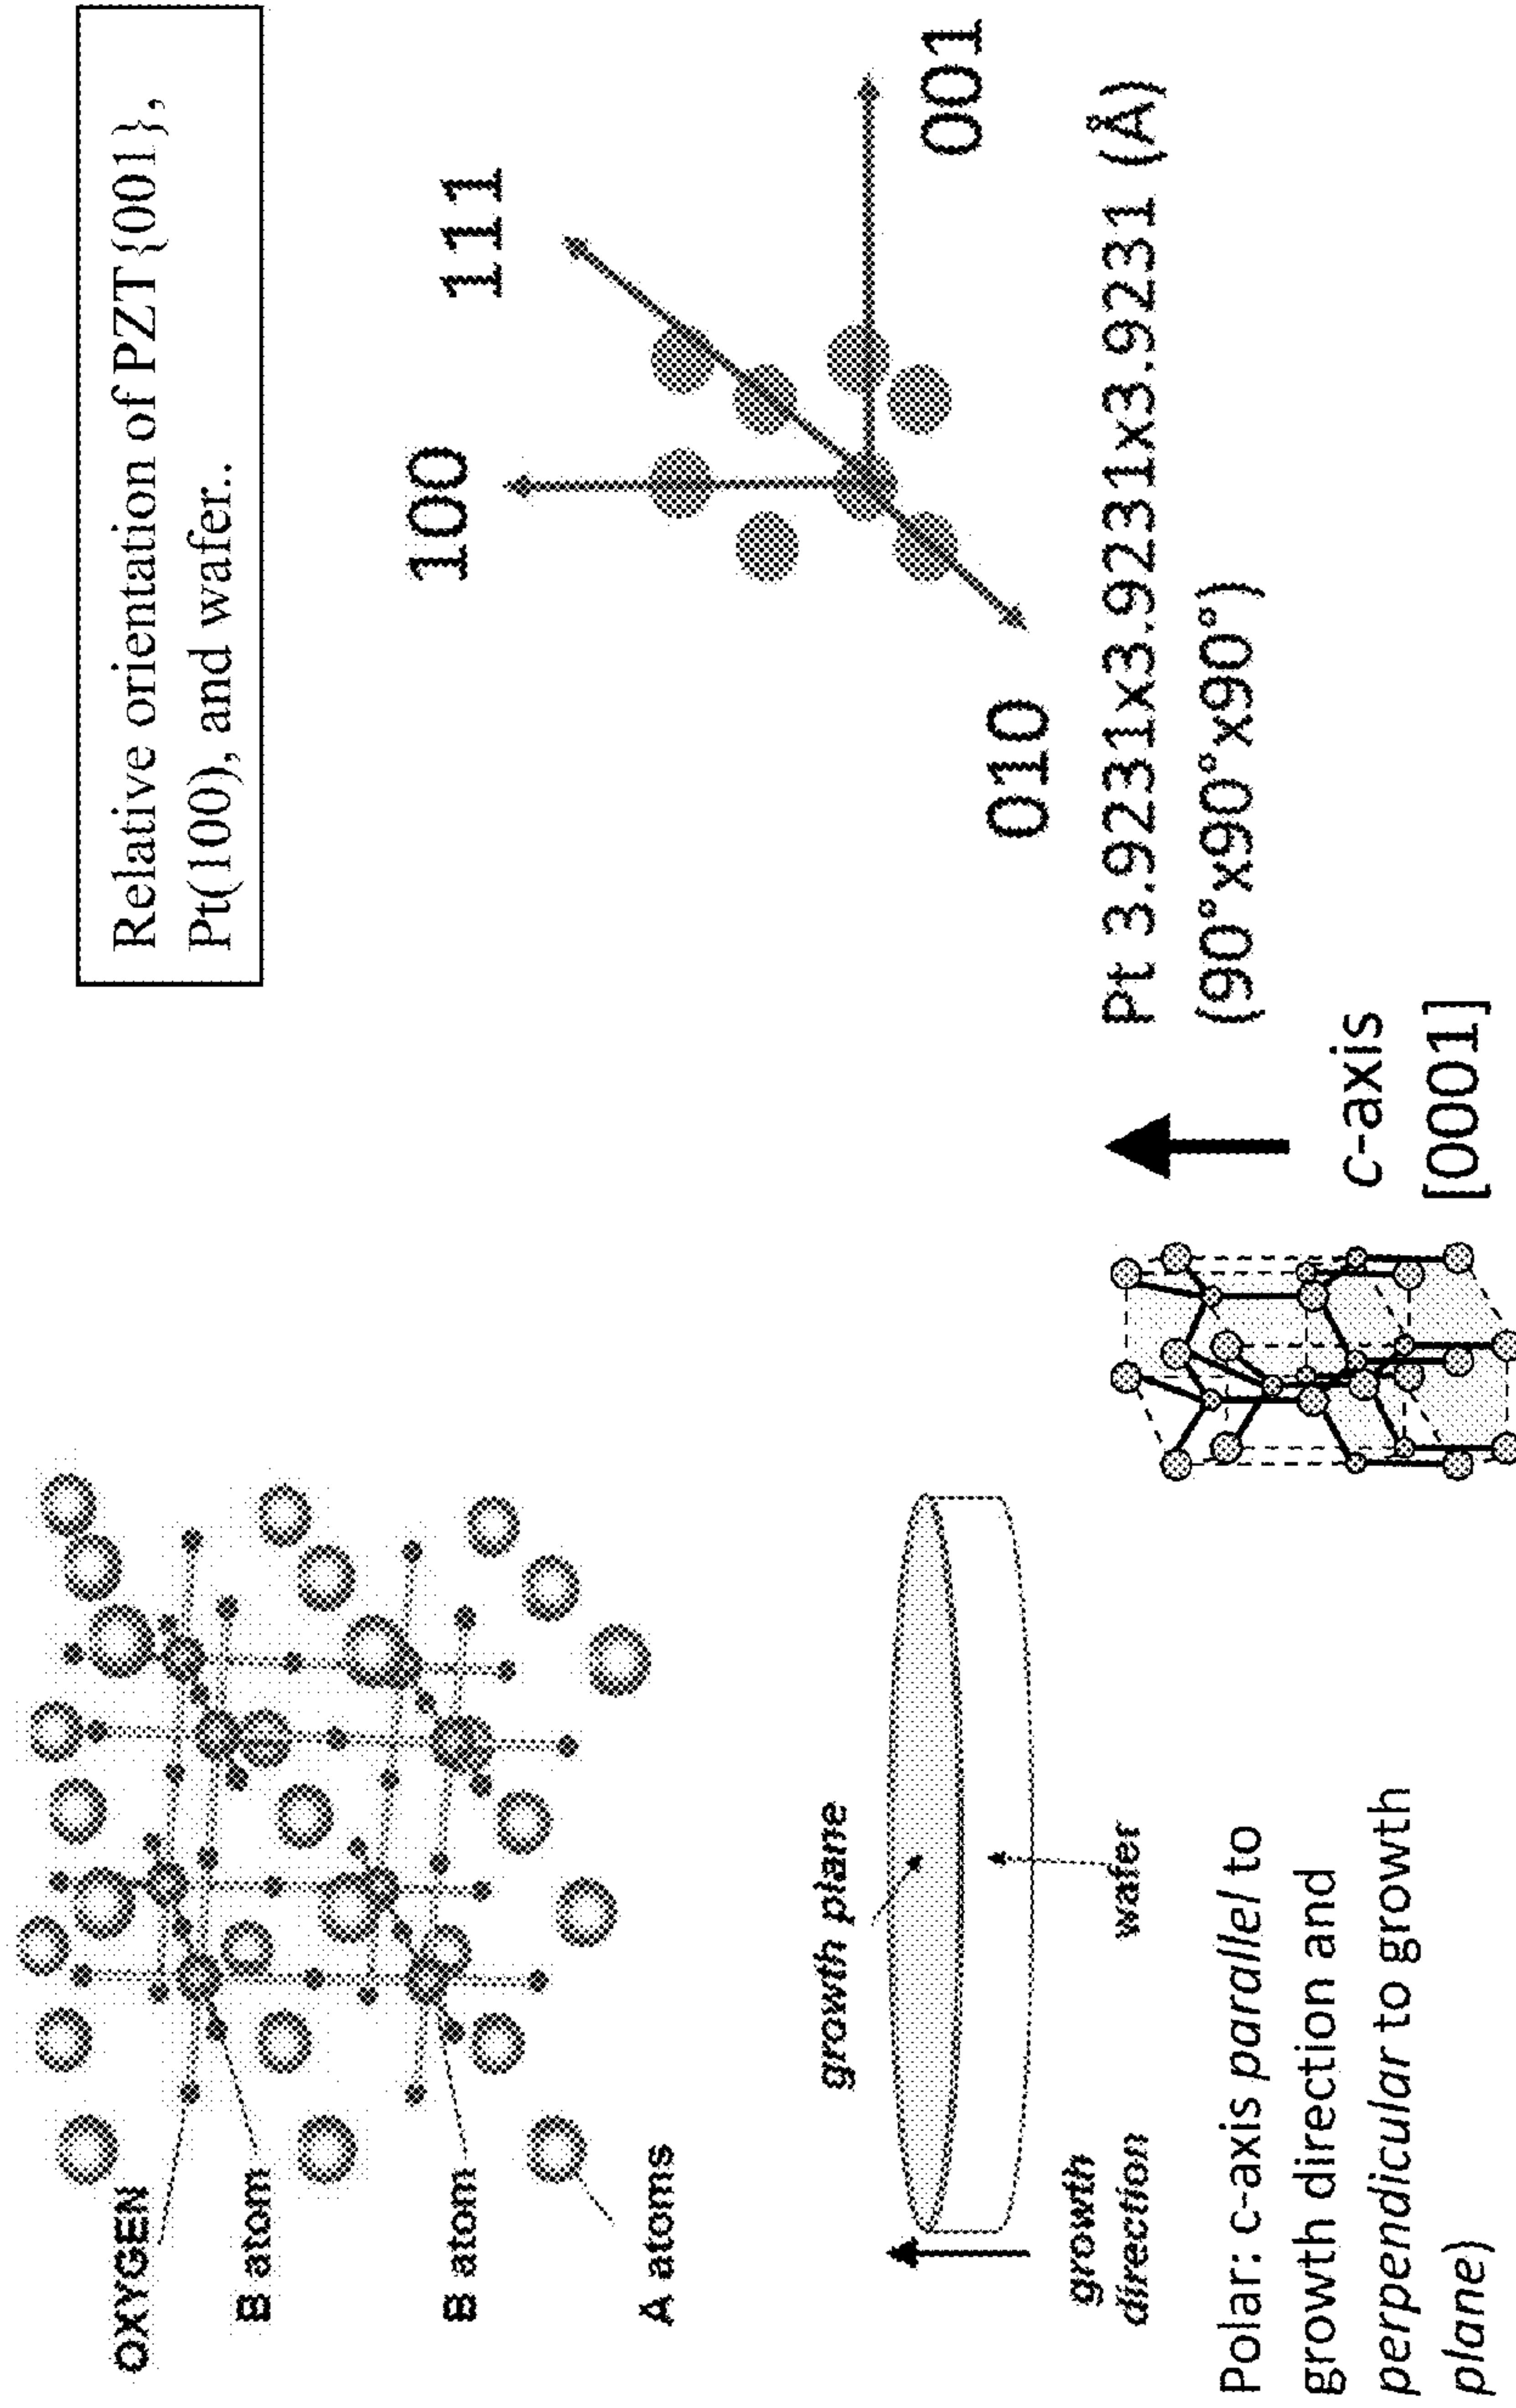 Relative orientation of PZT{001},
Pt(100), and wafer..
OXYGEN
B atom
B atom
A atoms
100
111
001
010
Pt 3.9231x3.9231x3.9231 (Å)
(90°x90°x90°)
growth plane
growth
direction
wafer
c-axis
[0001]
Polar: c-axis parallel to
growth direction and
perpendicular to growth
plane)